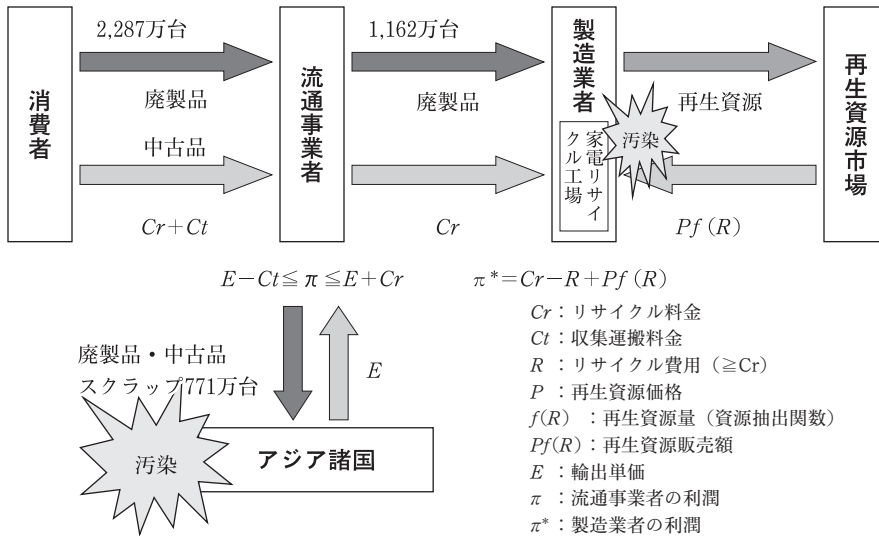 消費者
2,287万台
廃製品
中古品
Cr+Ct
流通事業者
1,162万台
廃製品
Cr
製造業者
家電リサイ
クル工場
汚染
再生資源
Pf (R)
再生資源市場
E−Ct≦ π ≦E+Cr
π*=Cr−R+Pf (R)
廃製品・中古品
スクラップ771万台
E
汚染
アジア諸国
Cr：リサイクル料金
Ct：収集運搬料金
R ：リサイクル費用（≧Cr）
P ：再生資源価格
f(R) ：再生資源量（資源抽出関数）
Pf(R)：再生資源販売額
E ：輸出単価
π ：流通事業者の利潤
π*：製造業者の利潤